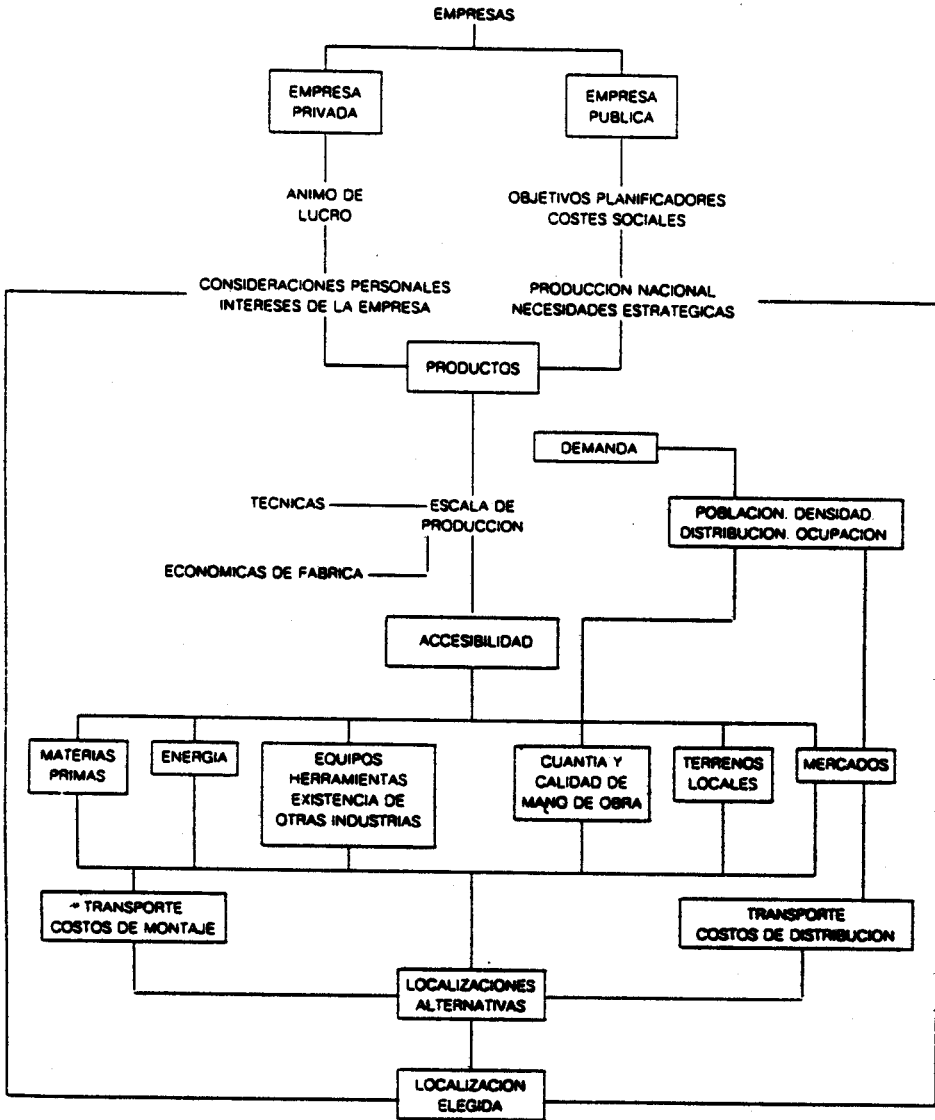 EMPRESAS
EMPRESA
PRIVADA
EMPRESA
PUBLICA
ANIMO DE
LUCRO
OBJETIVOS PLANIFICADORES
COSTES SOCIALES
CONSIDERACIONES PERSONALES
INTERESES DE LA EMPRESA
PRODUCCION NACIONAL
NECESIDADES ESTRATEGICAS
PRODUCTOS
DEMANDA
TECNICAS
ESCALA DE
PRODUCCION
POBLACION. DENSIDAD.
DISTRIBUCION. OCUPACION
ECONOMICAS DE FABRICA
ACCESIBILIDAD
MATERIAS
PRIMAS
ENERGIA
EQUIPOS
HERRAMIENTAS
EXISTENCIA DE
OTRAS INDUSTRIAS
CUANTIA Y
CALIDAD DE
MANO DE OBRA
TERRENOS
LOCALES
MERCADOS
TRANSPORTE
COSTOS DE MONTAJE
TRANSPORTE
COSTOS DE DISTRIBUCION
LOCALIZACIONES
ALTERNATIVAS
LOCALIZACION
ELEGIDA